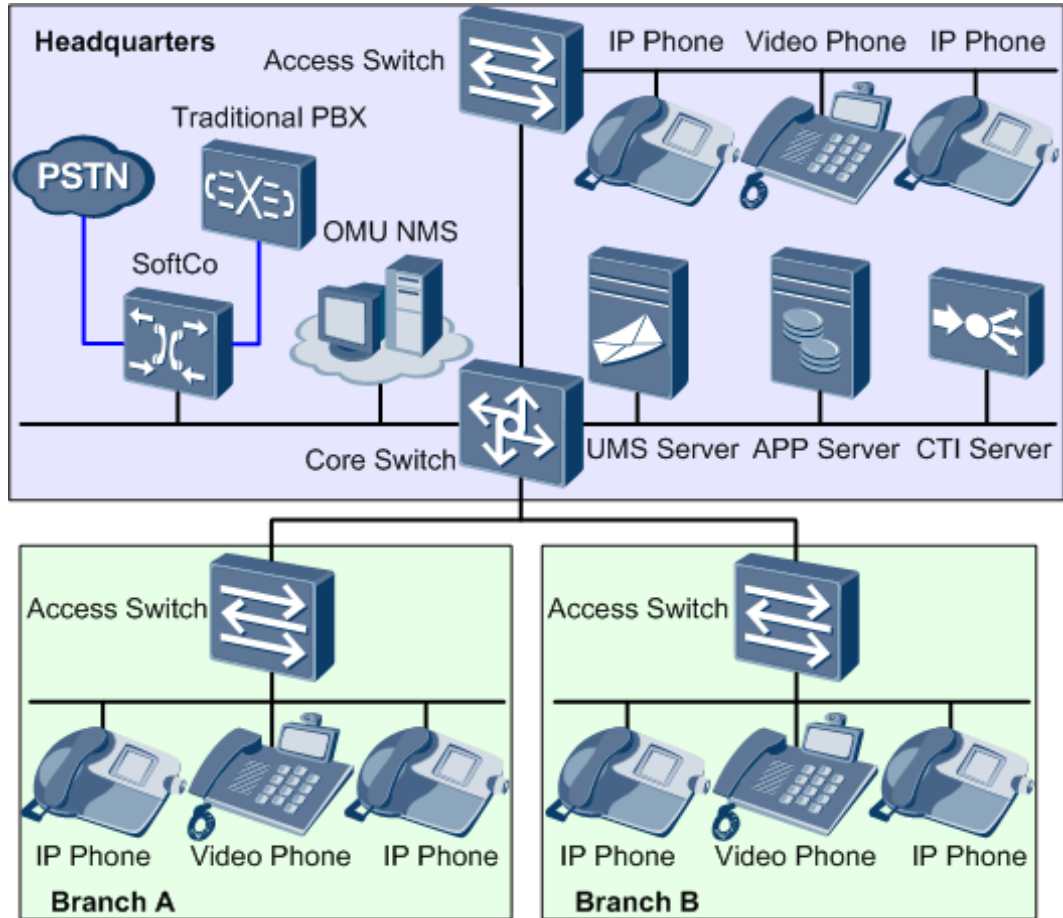 Headquarters
Access Switch
IP Phone
Video Phone
IP Phone
Traditional PBX
PSTN
OMU NMS
SoftCo
Core Switch
UMS Server
APP Server
CTI Server
Access Switch
IP Phone
Video Phone
IP Phone
Branch A
Access Switch
IP Phone
Video Phone
IP Phone
Branch B